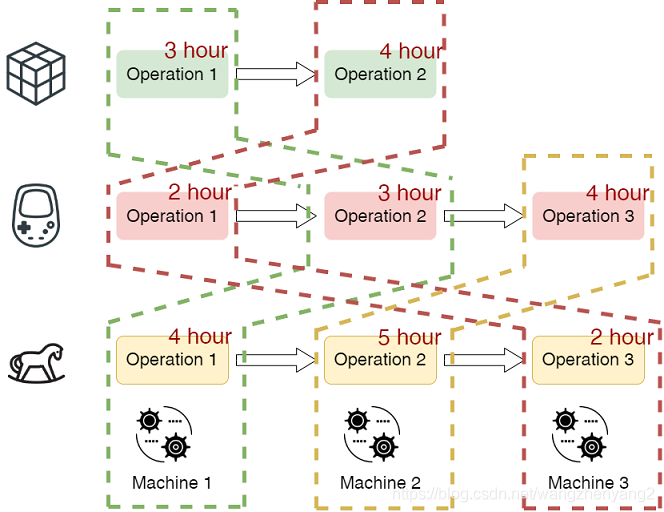 3 hour
4 hour
Operation 1
Operation 2
2 hour
3 hour
4 hour
Operation 1
Operation 2
Operation 3
4 hour
5 hour
2 hour
Operation 1
Operation 2
Operation 3
Machine 1
Machine 2
Machine 3
https://blog.csdn.net/wangzhenyang2